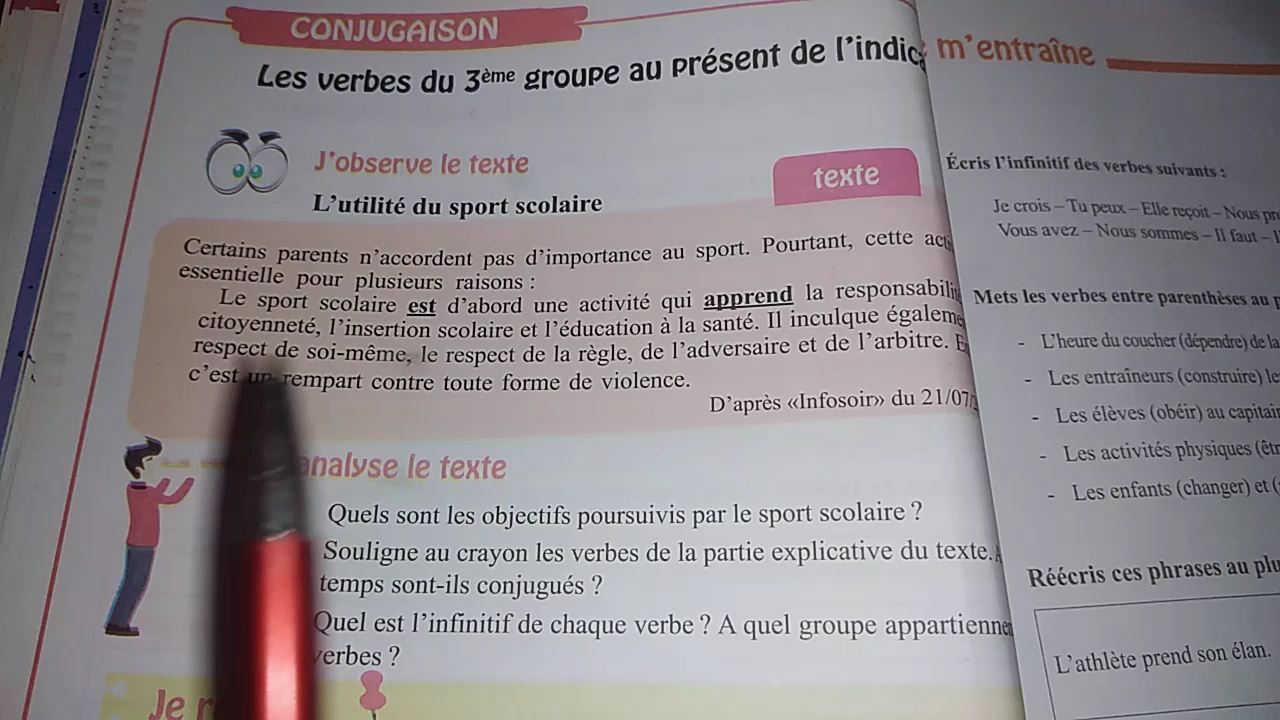 CONJUGAISON
Les verbes du 3ème groupe au présent de l'indic
J'observe le texte
texte
L'utilité du sport scolaire
Certains parents n'accordent pas d'importance au sport. Pourtant, cette
essentielle pour plusieurs raisons :
Le sport scolaire est d'abord une activité qui apprend la
citoyenneté, l'insertion scolaire et l'éducation à la santé. Il inculque
respect de soi-même, le respect de la règle, de l'adversaire et de l'arbitre.
c'est un rempart contre toute forme de violence.
D'après «Infosoir» du 21/07/
analyse le texte
Quels sont les objectifs poursuivis par le sport scolaire ?
Souligne au crayon les verbes de la partie explicative du texte.
temps sont-ils conjugués ?
Quel est l'infinitif de chaque verbe ? A quel groupe
verbes ?
Je
m'entraîne
Écris l'infinitif des verbes suivants :
Je crois – Tu peux – Elle reçoit – Nous
Vous avez – Nous sommes – Il faut –
Mets les verbes entre parenthèses au
- L'heure du coucher (dépendre) de la
- Les entraîneurs (construire)
- Les élèves (obéir) au
- Les activités physiques
- Les enfants (changer) et (
Réécris ces phrases au
L'athlète prend son élan.